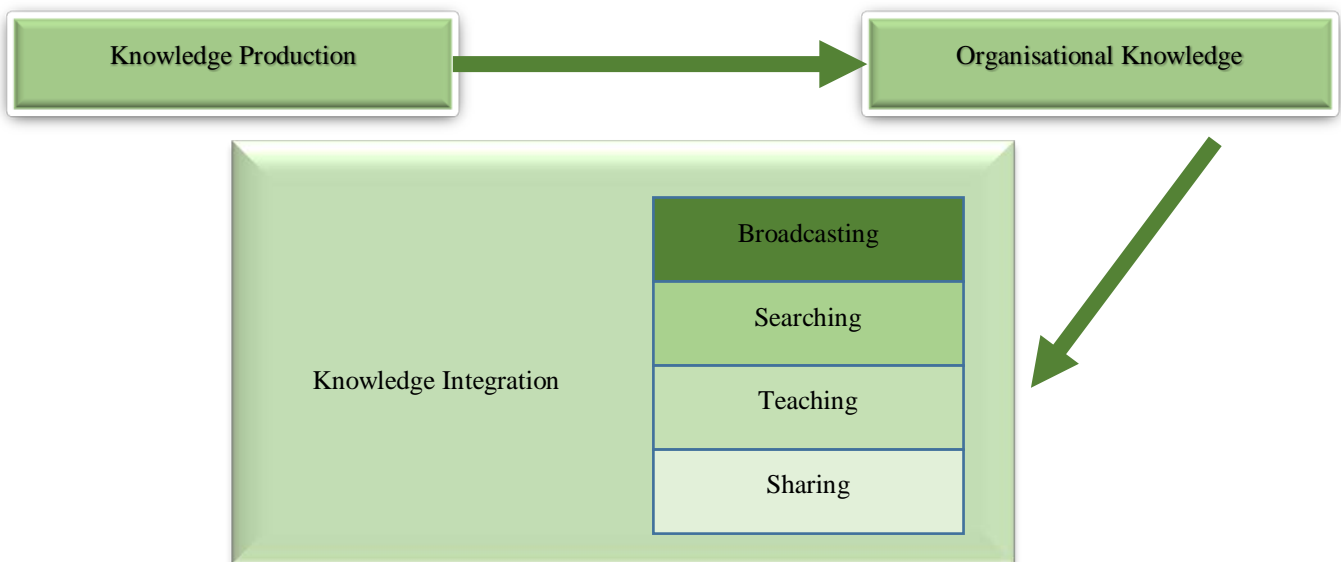 Knowledge Production
Organisational Knowledge
Broadcasting
Searching
Knowledge Integration
Teaching
Sharing